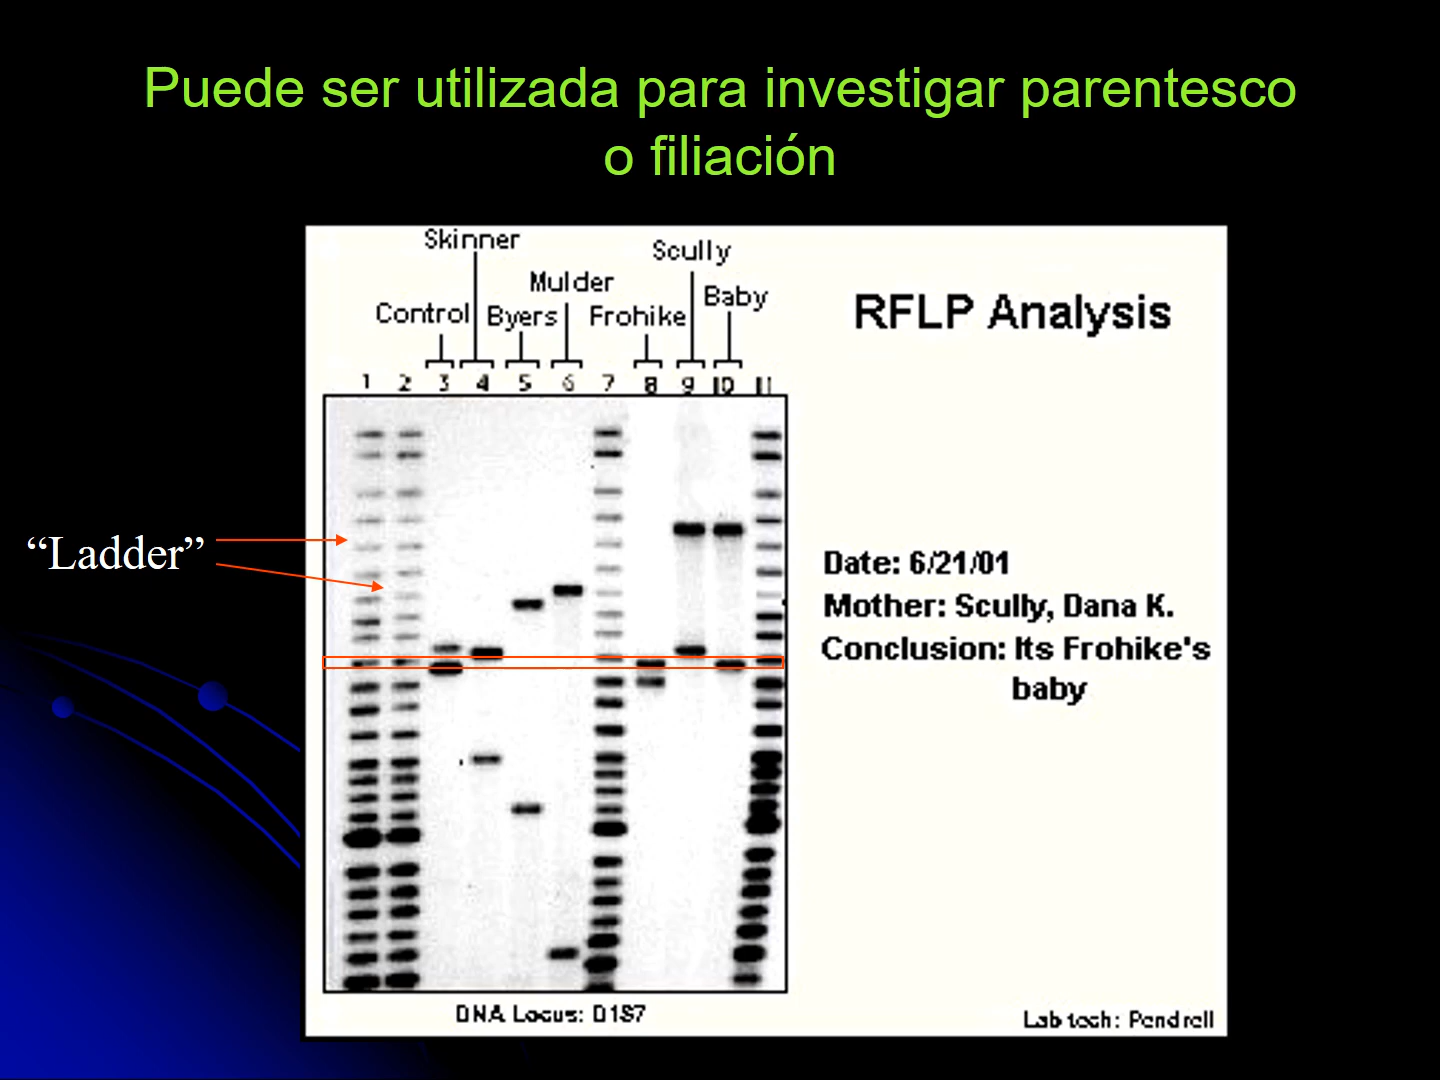 Puede ser utilizada para investigar parentesco
o filiación
Skinner
Scully
Mulder
Baby
Control
Byers
Frohike
RFLP Analysis
1 2 3 4 5 6 7 8 9 10 11
“Ladder”
Date: 6/21/01
Mother: Scully, Dana K.
Conclusion: Its Frohike's
baby
DNA Locus: D1S7
Lab tech: Pendrell